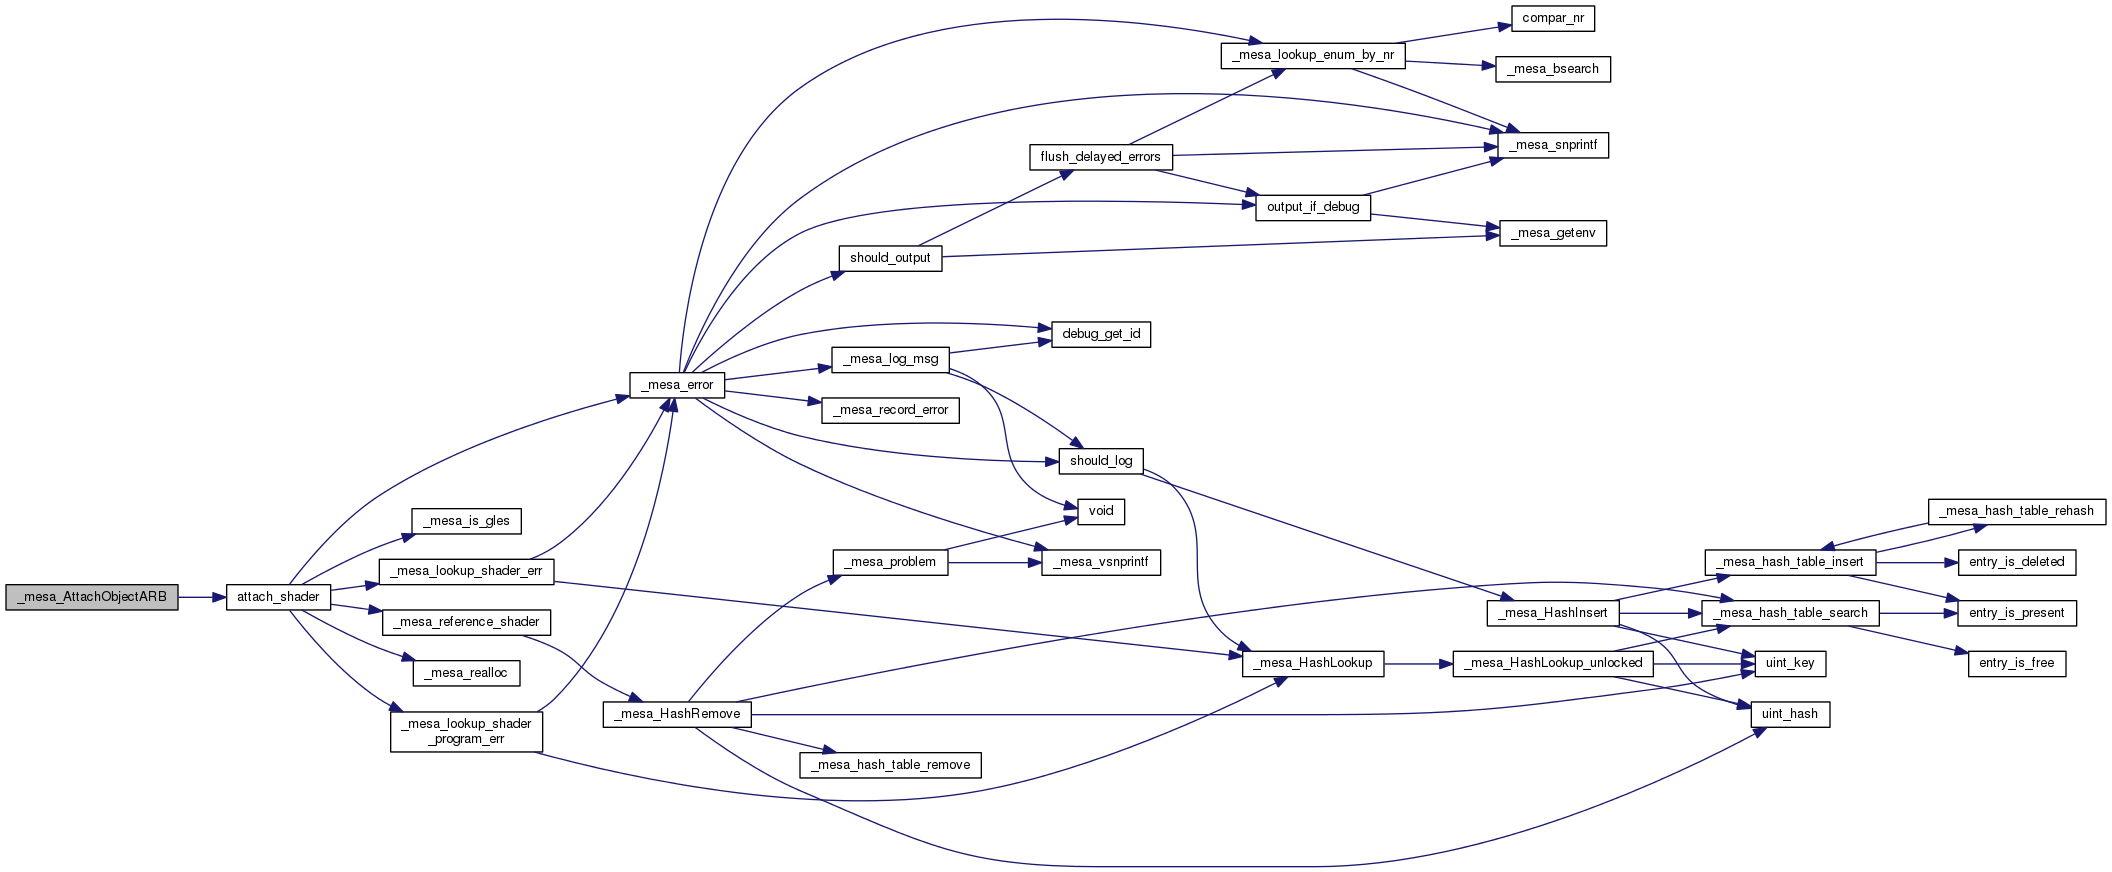 compar_nr
_mesa_lookup_enum_by_nr
_mesa_bsearch
_mesa_snprintf
flush_delayed_errors
output_if_debug
_mesa_getenv
should_output
debug_get_id
_mesa_log_msg
_mesa_error
_mesa_record_error
should_log
void
_mesa_hash_table_rehash
_mesa_is_gles
_mesa_problem
_mesa_vsnprintf
_mesa_hash_table_insert
entry_is_deleted
_mesa_lookup_shader_err
_mesa_AttachObjectARB
attach_shader
_mesa_HashInsert
_mesa_hash_table_search
entry_is_present
_mesa_reference_shader
_mesa_HashLookup
_mesa_HashLookup_unlocked
uint_key
entry_is_free
_mesa_realloc
_mesa_HashRemove
uint_hash
_mesa_lookup_shader
_program_err
_mesa_hash_table_remove